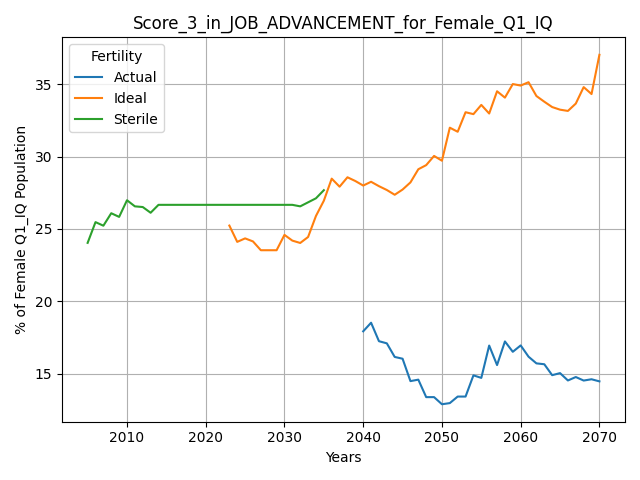 Score_3_in_JOB_ADVANCEMENT_for_Female_Q1_IQ
Fertility
Actual
Ideal
Sterile
% of Female Q1_IQ Population
35
30
25
20
15
2010 2020 2030 2040 2050 2060 2070
Years